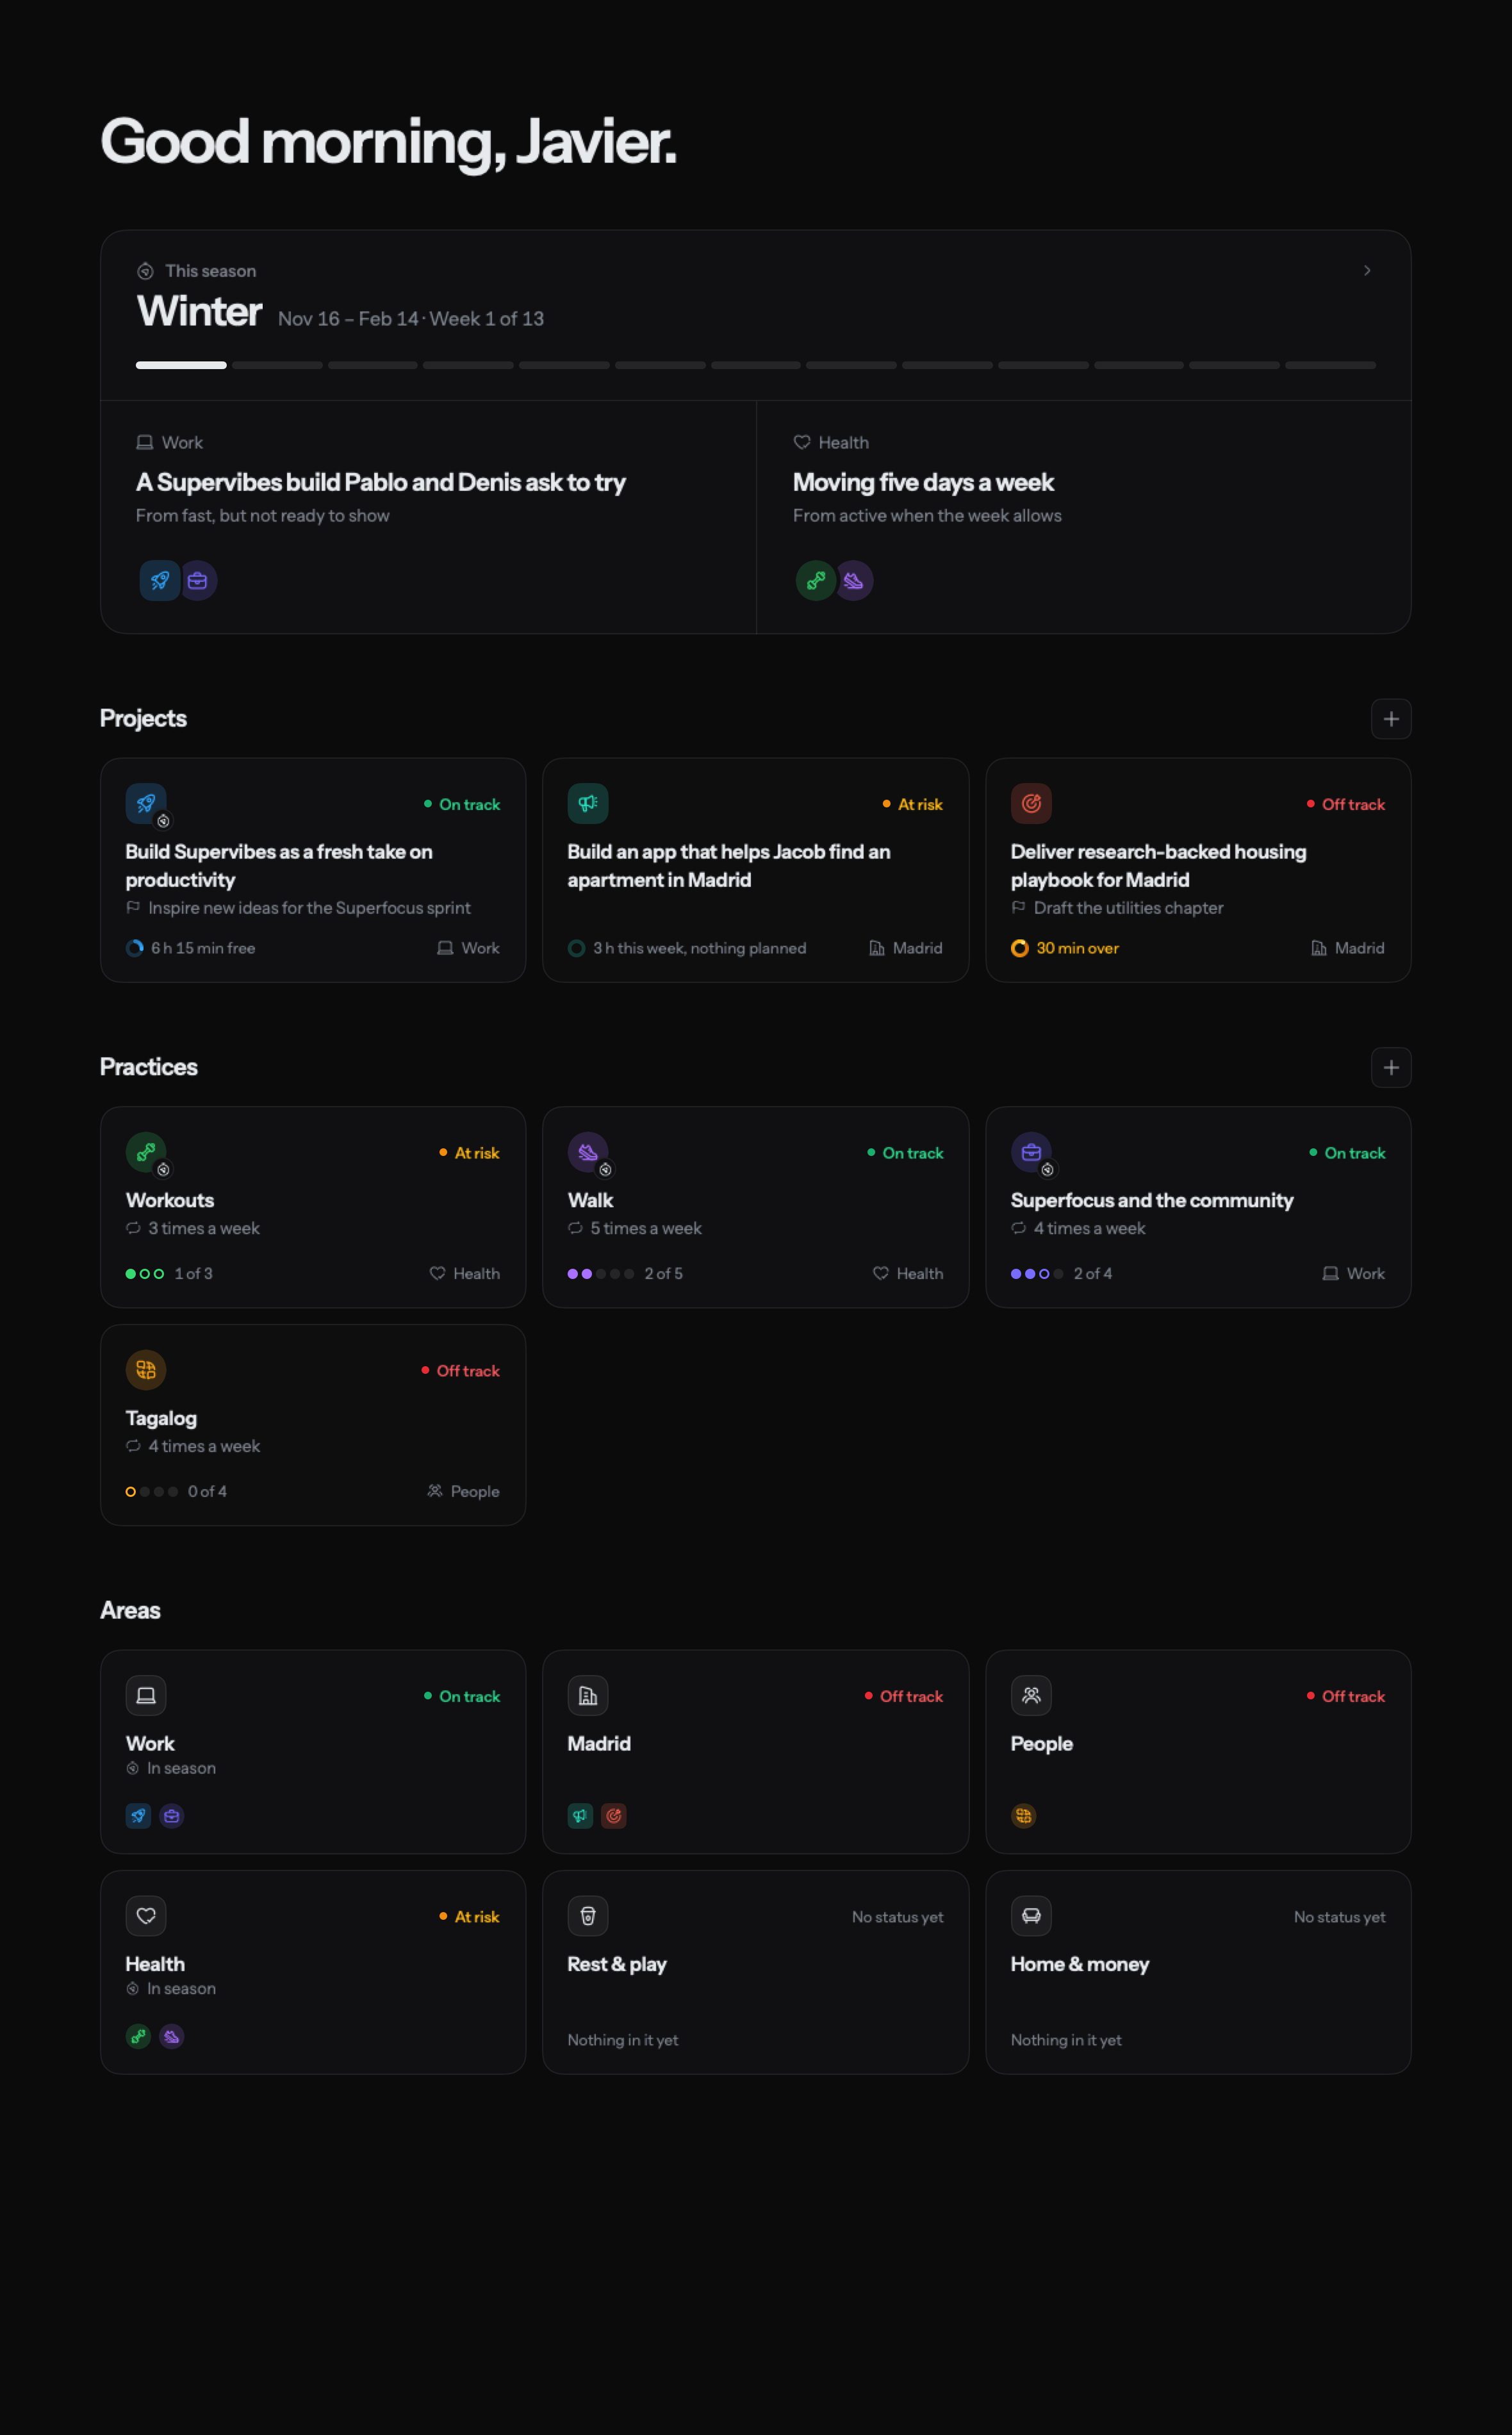 Good morning, Javier.
This season
Winter Nov 16 – Feb 14 · Week 1 of 13
Work
A Supervibes build Pablo and Denis ask to try
From fast, but not ready to show
Health
Moving five days a week
From active when the week allows
Projects
On track
Build Supervibes as a fresh take on
productivity
Inspire new ideas for the Superfocus sprint
6 h 15 min free
Work
At risk
Build an app that helps Jacob find an
apartment in Madrid
3 h this week, nothing planned
Madrid
Off track
Deliver research-backed housing
playbook for Madrid
Draft the utilities chapter
30 min over
Madrid
Practices
At risk
Workouts
3 times a week
1 of 3
Health
On track
Walk
5 times a week
2 of 5
Health
On track
Superfocus and the community
4 times a week
2 of 4
Work
Off track
Tagalog
4 times a week
0 of 4
People
Areas
On track
Work
In season
Off track
Madrid
Off track
People
At risk
Health
In season
No status yet
Rest & play
Nothing in it yet
No status yet
Home & money
Nothing in it yet